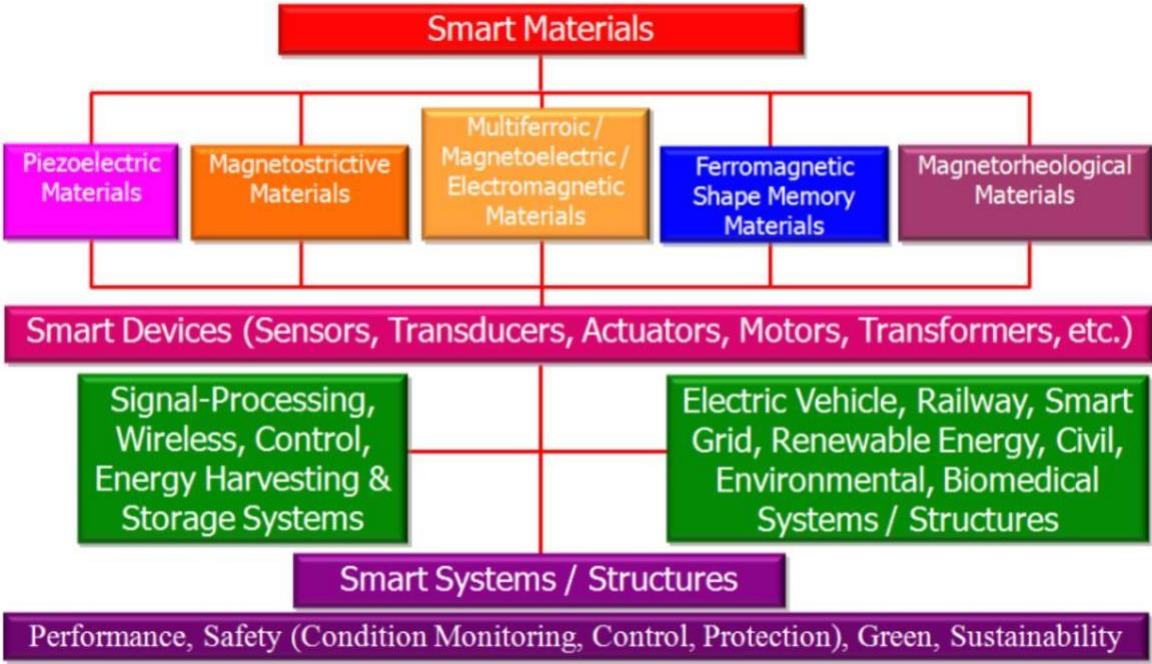 Smart Materials
Piezoelectric
Materials
Magnetostrictive
Materials
Multiferroic /
Magnetoelectric /
Electromagnetic
Materials
Ferromagnetic
Shape Memory
Materials
Magnetorheological
Materials
Smart Devices (Sensors, Transducers, Actuators, Motors, Transformers, etc.)
Signal-Processing,
Wireless, Control,
Energy Harvesting &
Storage Systems
Electric Vehicle, Railway, Smart
Grid, Renewable Energy, Civil,
Environmental, Biomedical
Systems / Structures
Smart Systems / Structures
Performance, Safety (Condition Monitoring, Control, Protection), Green, Sustainability